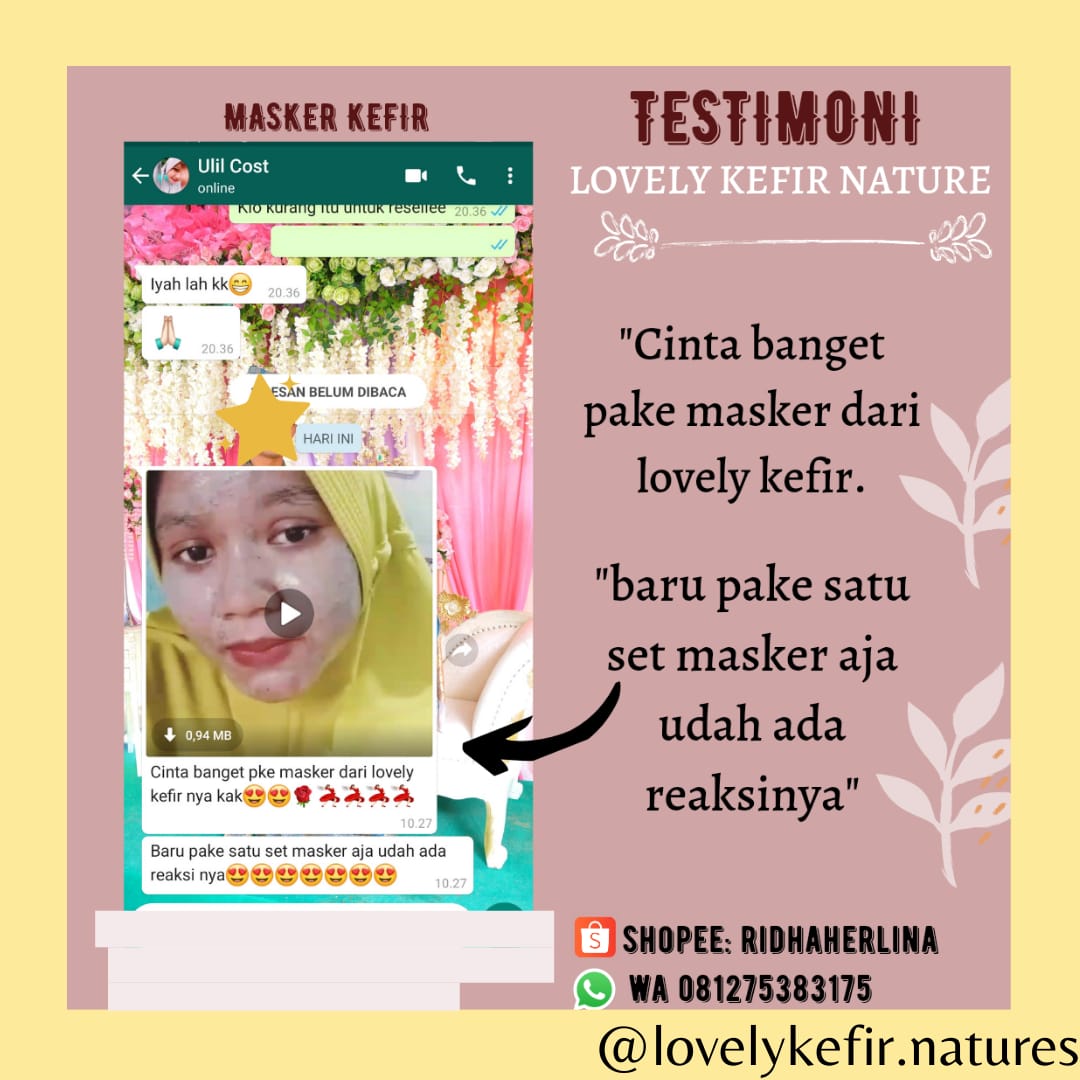 MASKER KEFIR
Ulil Cost
online
Klo kurang itu untuk resellee 20.36
Iyah lah kk😁 20.36
🙏 20.36
ESAN BELUM DIBACA
HARI INI
0,94 MB
Cinta banget pke masker dari lovely
kefir nya kak😍😍🌹💃💃💃💃
10.27
Baru pake satu set masker aja udah ada
reaksi nya😍😍😍😍😍😍😍 10.27
TESTIMONI
LOVELY KEFIR NATURE
"Cinta banget
pake masker dari
lovely kefir.
"baru pake satu
set masker aja
udah ada
reaksinya"
SHOPEE: RIDHAHERLINA
WA 081275383175
@lovelykefir.natures